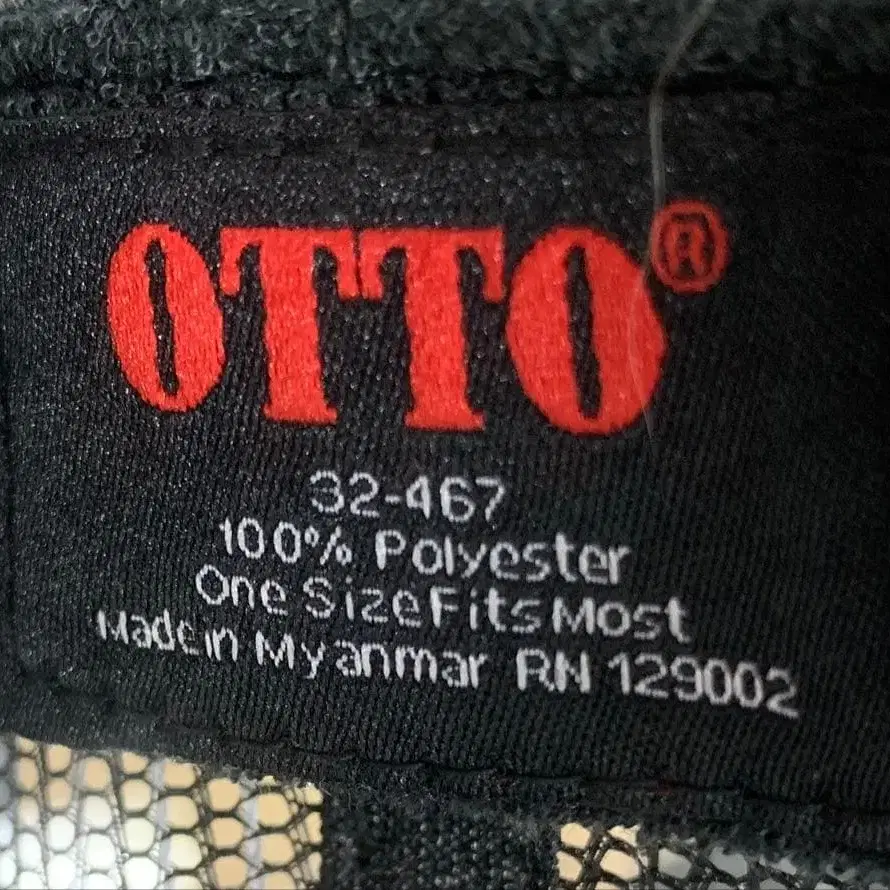 OTTO®
32-467
100% Polyester
One Size Fits Most
Made in Myanmar RN 129002